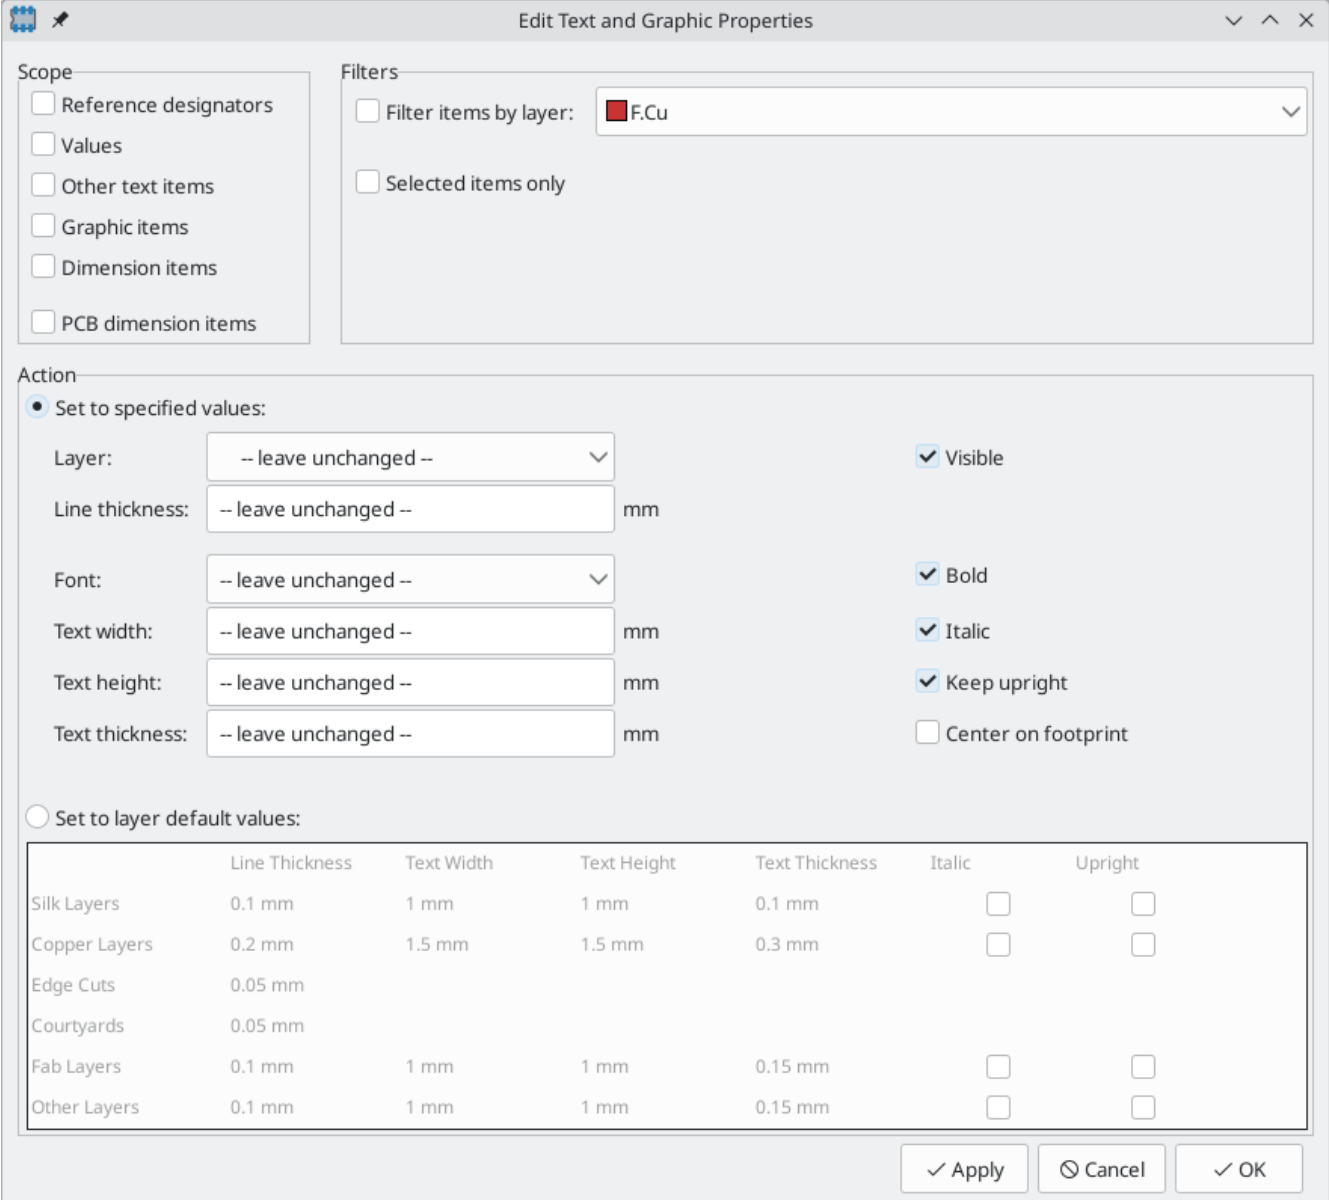 Edit Text and Graphic Properties
Scope
Reference designators
Values
Other text items
Graphic items
Dimension items
PCB dimension items
Filters
Filter items by layer: F.Cu
Selected items only
Action
Set to specified values:
Layer: -- leave unchanged -- Visible
Line thickness: -- leave unchanged -- mm
Font: -- leave unchanged -- Bold
Text width: -- leave unchanged -- mm Italic
Text height: -- leave unchanged -- mm Keep upright
Text thickness: -- leave unchanged -- mm Center on footprint
Set to layer default values:
Line Thickness Text Width Text Height Text Thickness Italic Upright
Silk Layers 0.1 mm 1 mm 1 mm 0.1 mm
Copper Layers 0.2 mm 1.5 mm 1.5 mm 0.3 mm
Edge Cuts 0.05 mm
Courtyards 0.05 mm
Fab Layers 0.1 mm 1 mm 1 mm 0.15 mm
Other Layers 0.1 mm 1 mm 1 mm 0.15 mm
Apply Cancel OK